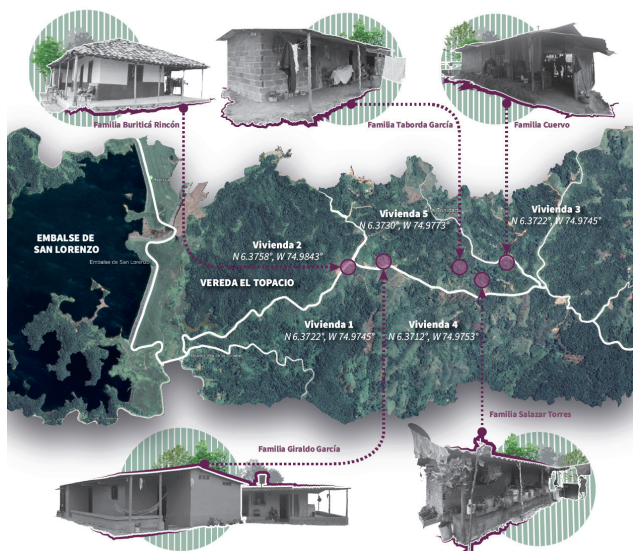 Familia Buriticá Rincón
Familia Taborda García
Familia Cuervo
EMBALSE DE
SAN LORENZO
Embalse de San Lorenzo
Vivienda 2
N 6.3758°, W 74.9843°
VEREDA EL TOPACIO
Vivienda 5
N 6.3730°, W 74.9773°
Vivienda 3
N 6.3722°, W 74.9745°
Vivienda 1
N 6.3722°, W 74.9745°
Vivienda 4
N 6.3712°, W 74.9753°
Familia Giraldo García
Familia Salazar Torres